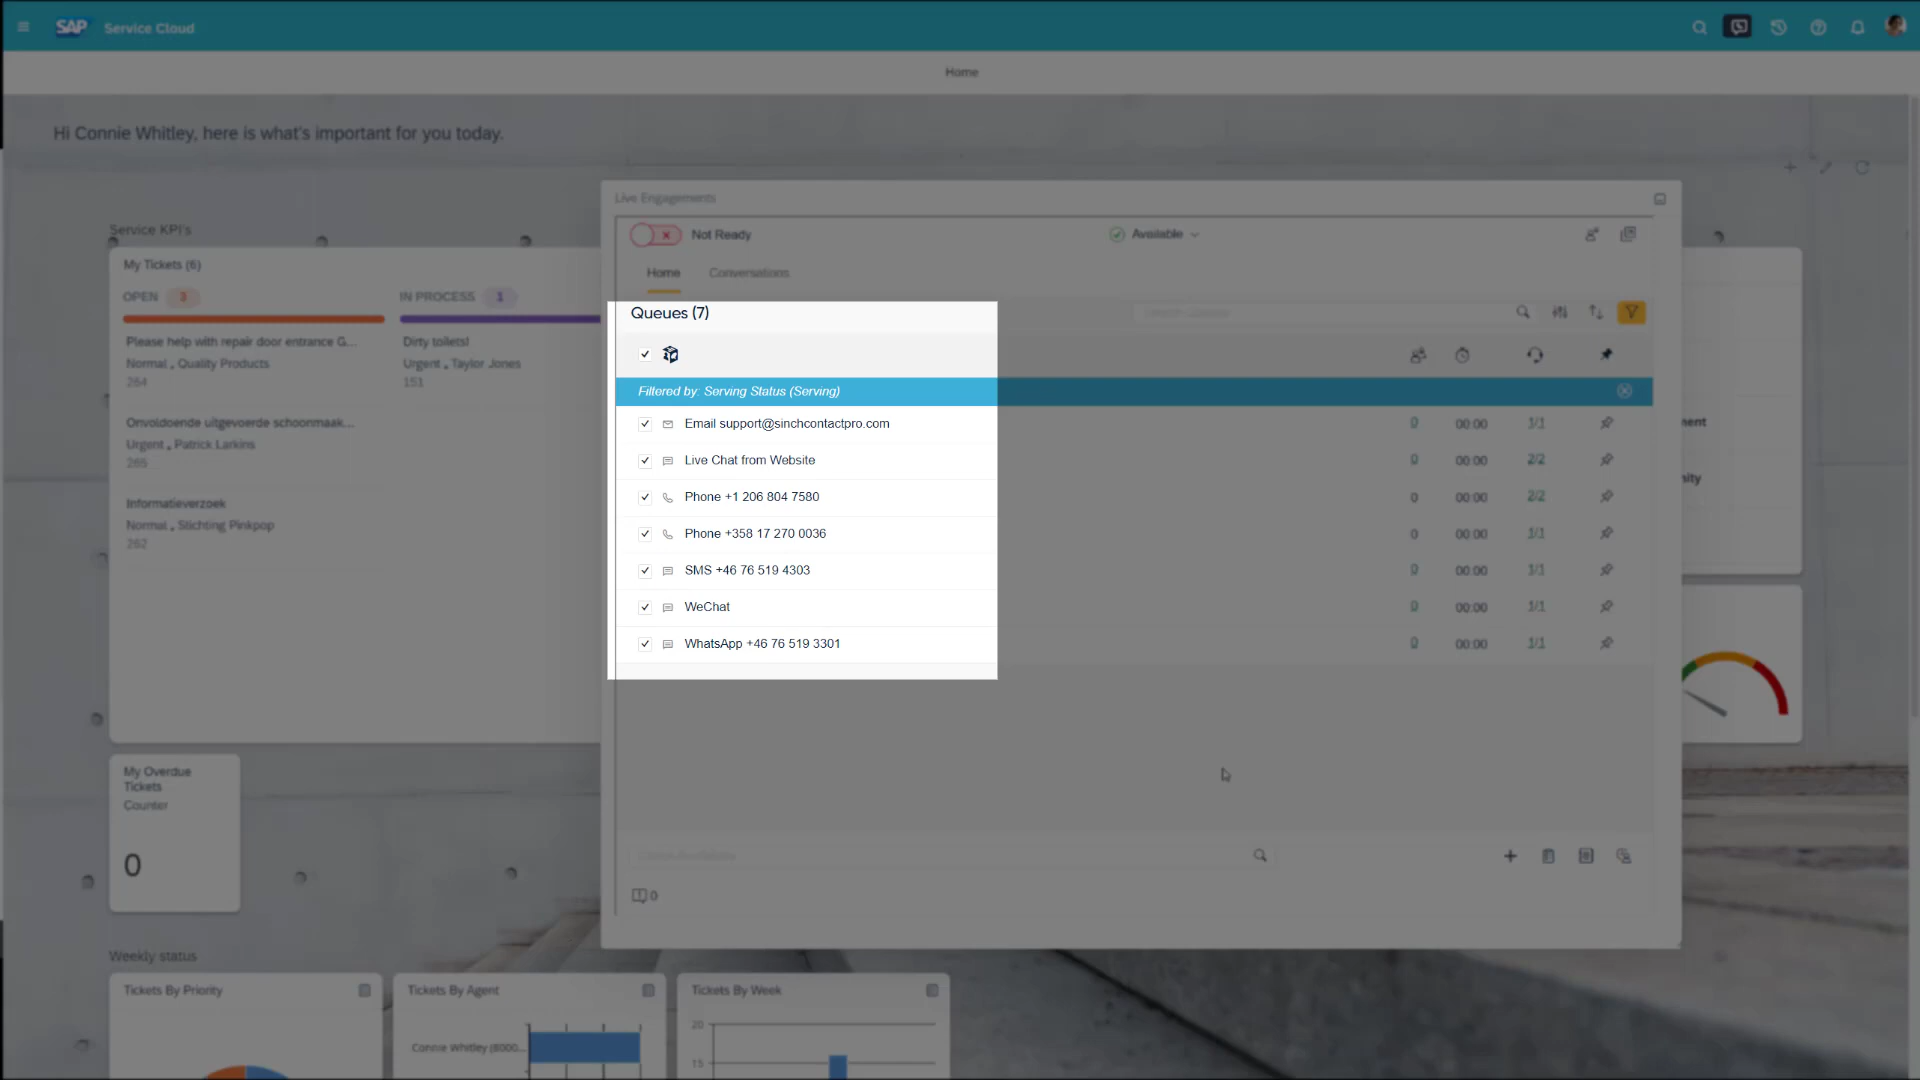 SAP Service Cloud
Home
Hi Connie Whitley, here is what's important for you today.
Service KPI's
My Tickets (6)
OPEN 3
IN PROCESS 1
Please help with repair door entrance G...
Normal , Quality Products
264
Dirty toilets!
Urgent , Taylor Jones
151
Onvoldoende uitgevoerde schoonmaak...
Urgent , Patrick Larkins
265
Informatieverzoek
Normal , Stichting Pinkpop
262
Live Engagements
Not Ready
Available
Home Conversations
Queues (7)
Search Queues
Filtered by: Serving Status (Serving)
Email support@sinchcontactpro.com 0 00:00 1/1
Live Chat from Website 0 00:00 2/2
Phone +1 206 804 7580 0 00:00 2/2
Phone +358 17 270 0036 0 00:00 1/1
SMS +46 76 519 4303 0 00:00 1/1
WeChat 0 00:00 1/1
WhatsApp +46 76 519 3301 0 00:00 1/1
0
ment
ity
My Overdue
Tickets
Counter
0
Weekly status
Tickets By Priority
Tickets By Agent
Connie Whitley (8000...
Tickets By Week
20
15